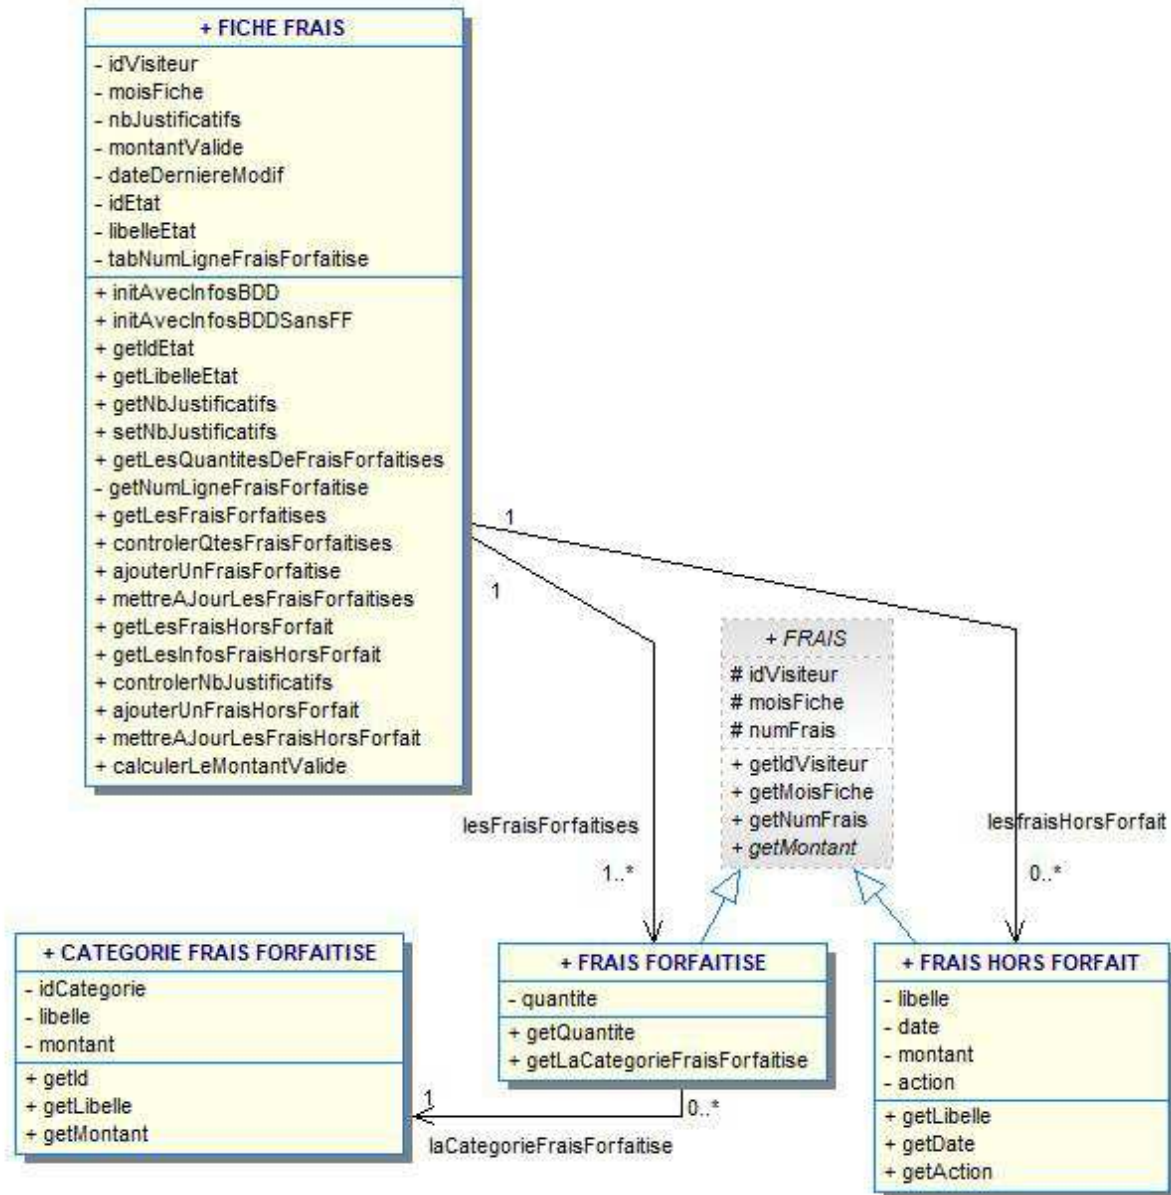 + FICHE FRAIS
- idVisiteur
- moisFiche
- nbJustificatifs
- montantValide
- dateDerniereModif
- idEtat
- libelleEtat
- tabNumLigneFraisForfaitise
+ initAvecInfosBDD
+ initAvecInfosBDDSansFF
+ getIdEtat
+ getLibelleEtat
+ getNbJustificatifs
+ setNbJustificatifs
+ getLesQuantitesDeFraisForfaitises
- getNumLigneFraisForfaitise
+ getLesFraisForfaitises
+ controlerQtesFraisForfaitises
+ ajouterUnFraisForfaitise
+ mettreAJourLesFraisForfaitises
+ getLesFraisHorsForfait
+ getLesInfosFraisHorsForfait
+ controlerNbJustificatifs
+ ajouterUnFraisHorsForfait
+ mettreAJourLesFraisHorsForfait
+ calculerLeMontantValide
1
1
+ FRAIS
# idVisiteur
# moisFiche
# numFrais
+ getIdVisiteur
+ getMoisFiche
+ getNumFrais
+ getMontant
lesFraisForfaitises
1..*
lesfraisHorsForfait
0..*
+ CATEGORIE FRAIS FORFAITISE
- idCategorie
- libelle
- montant
+ getId
+ getLibelle
+ getMontant
+ FRAIS FORFAITISE
- quantite
+ getQuantite
+ getLaCategorieFraisForfaitise
+ FRAIS HORS FORFAIT
- libelle
- date
- montant
- action
+ getLibelle
+ getDate
+ getAction
1
0..*
laCategorieFraisForfaitise